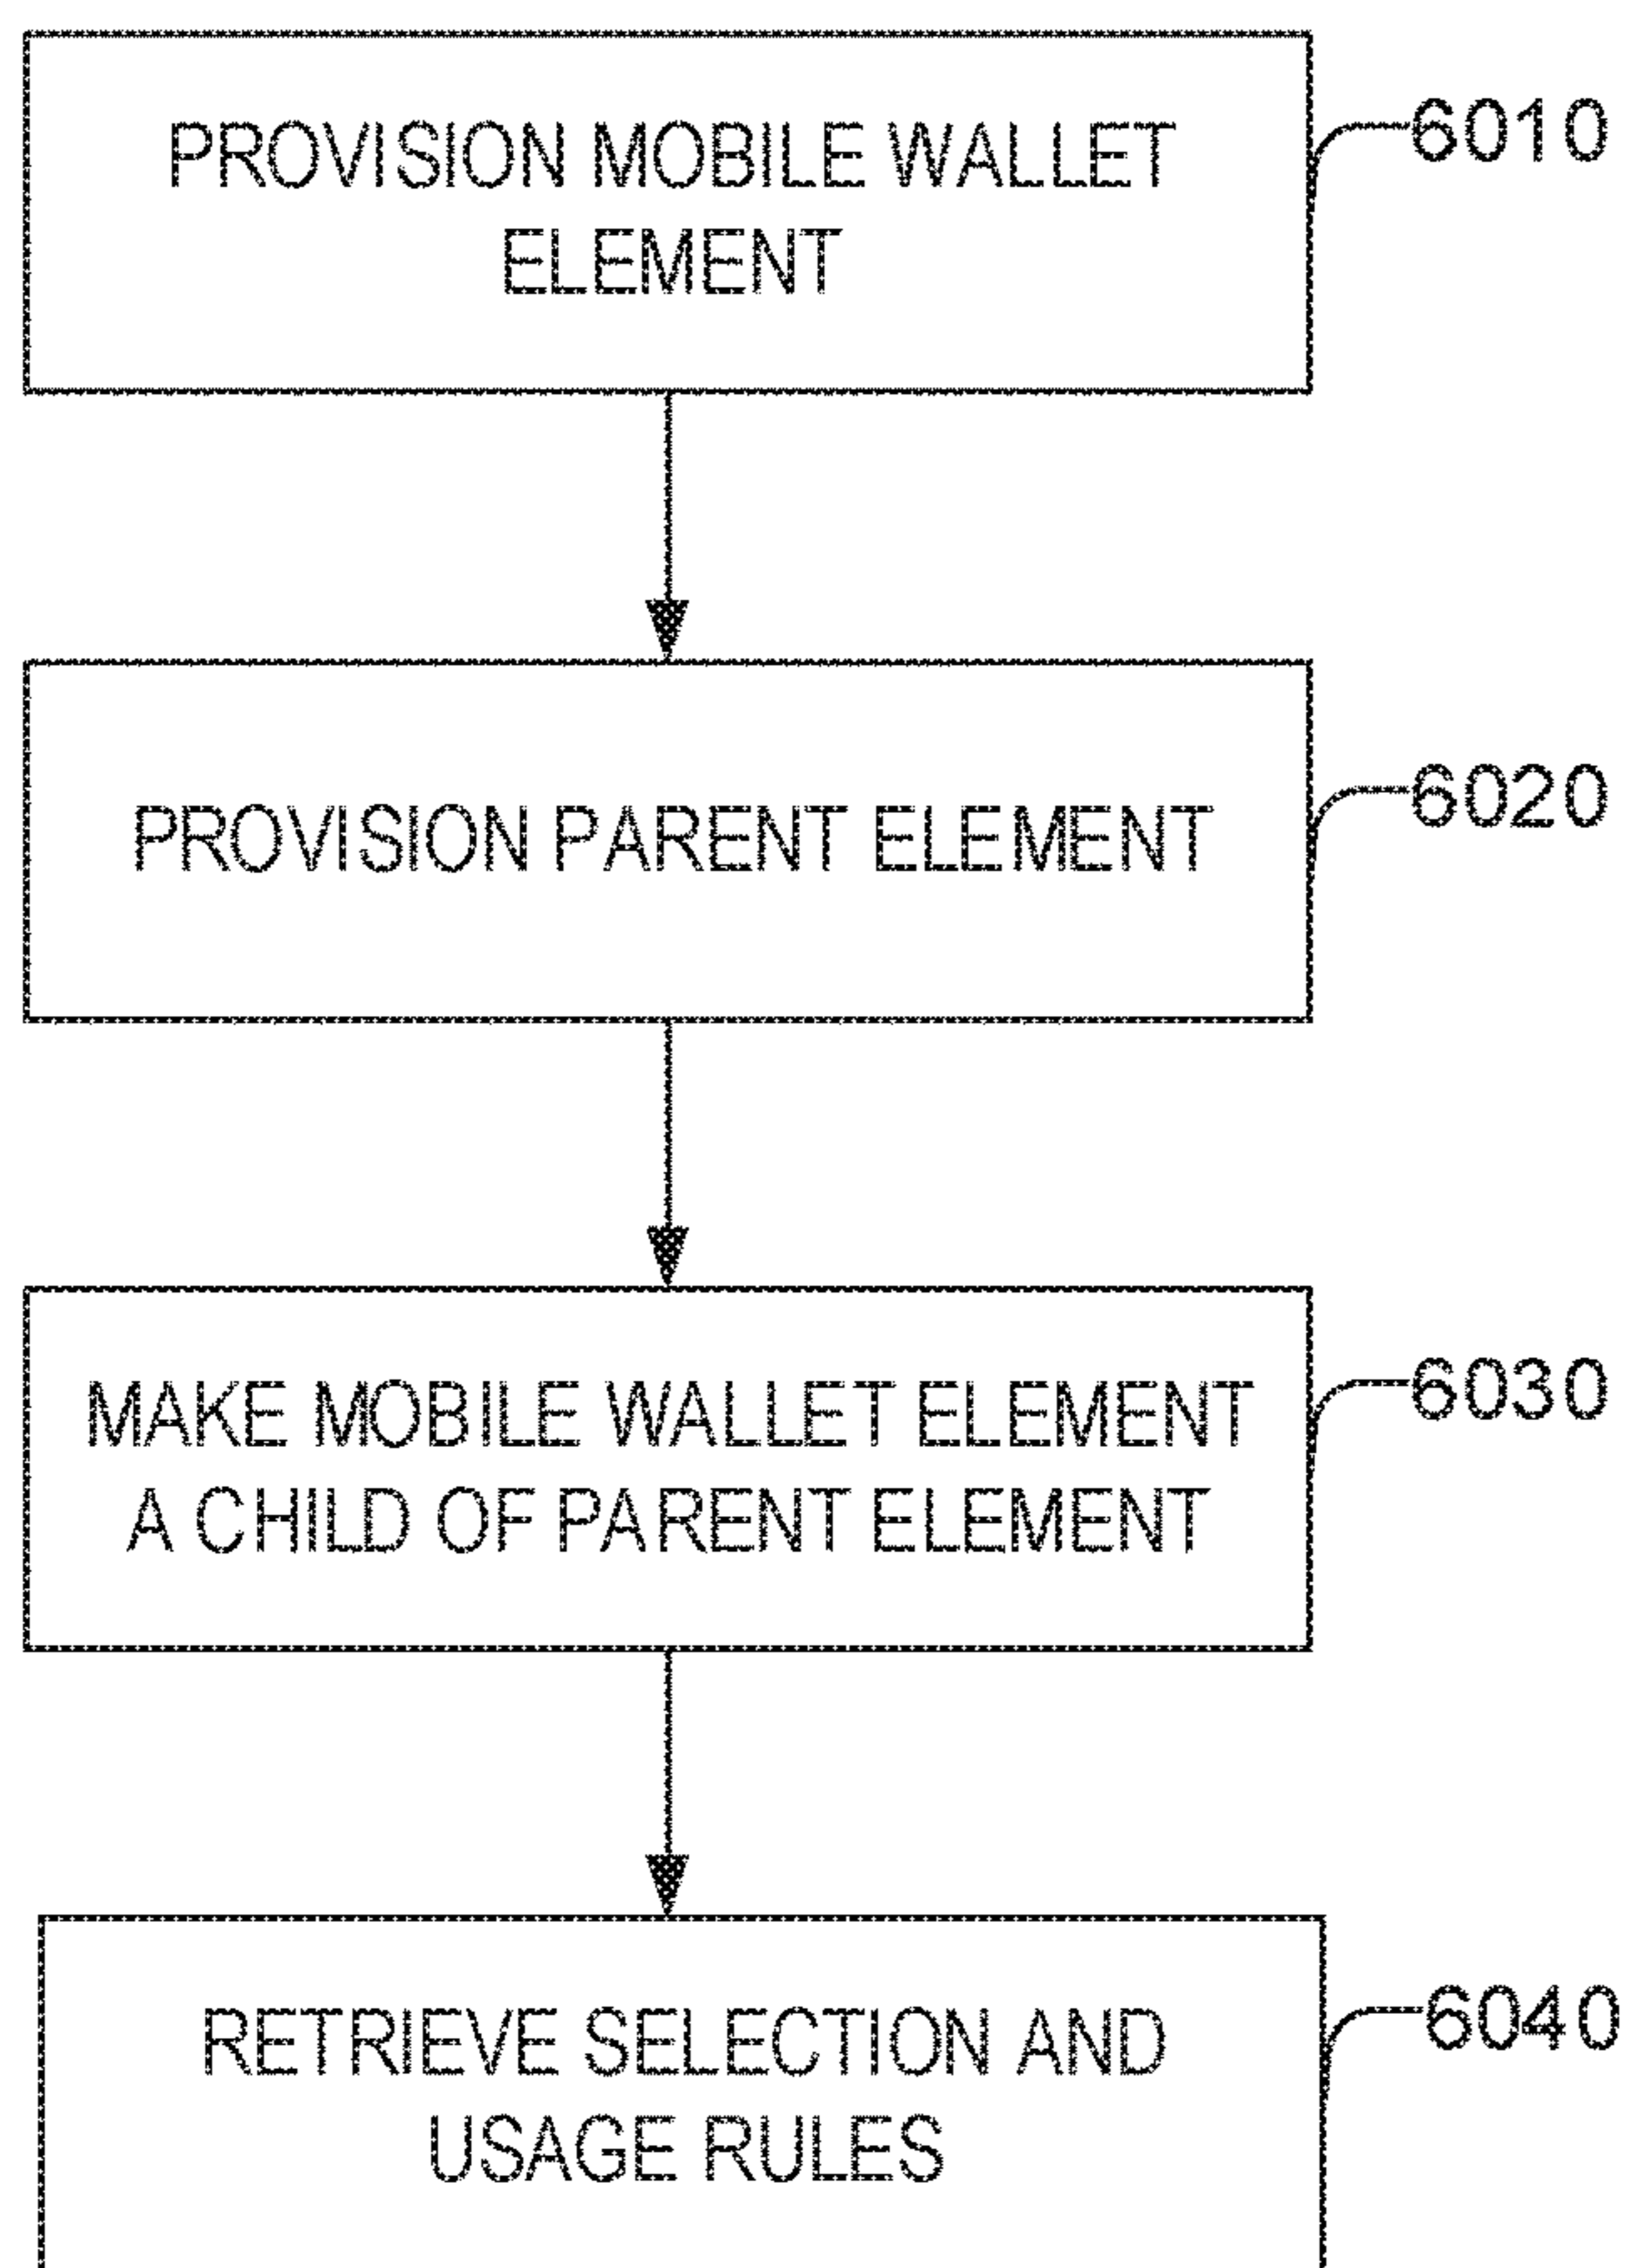 PROVISION MOBILE WALLET
ELEMENT
6010
PROVISION PARENT ELEMENT
6020
MAKE MOBILE WALLET ELEMENT
A CHILD OF PARENT ELEMENT
6030
RETRIEVE SELECTION AND
USAGE RULES
6040